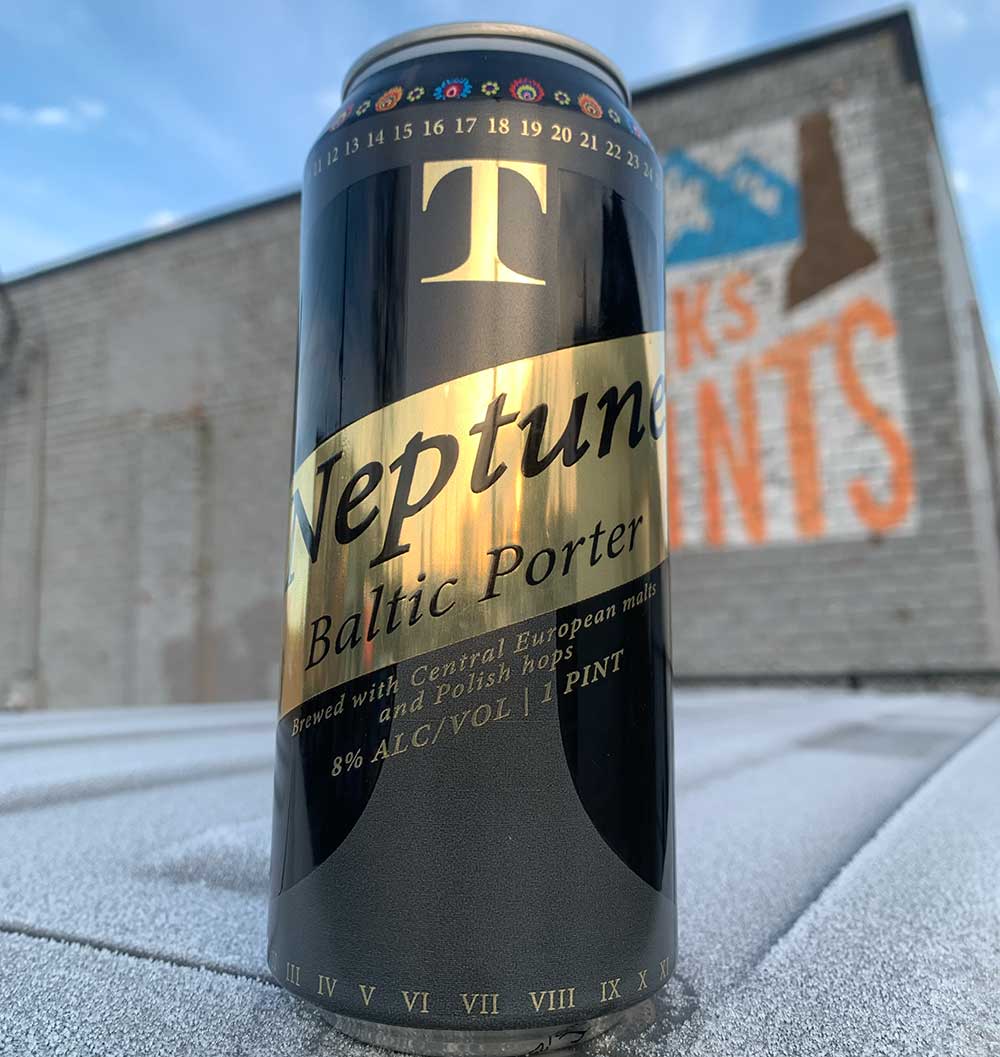 11 12 13 14 15 16 17 18 19 20 21 22 23 24
T
Neptune
Baltic Porter
Brewed with Central European malts
and Polish hops
8% ALC/VOL | 1 PINT
III IV V VI VII VIII IX X XI
KS
INTS